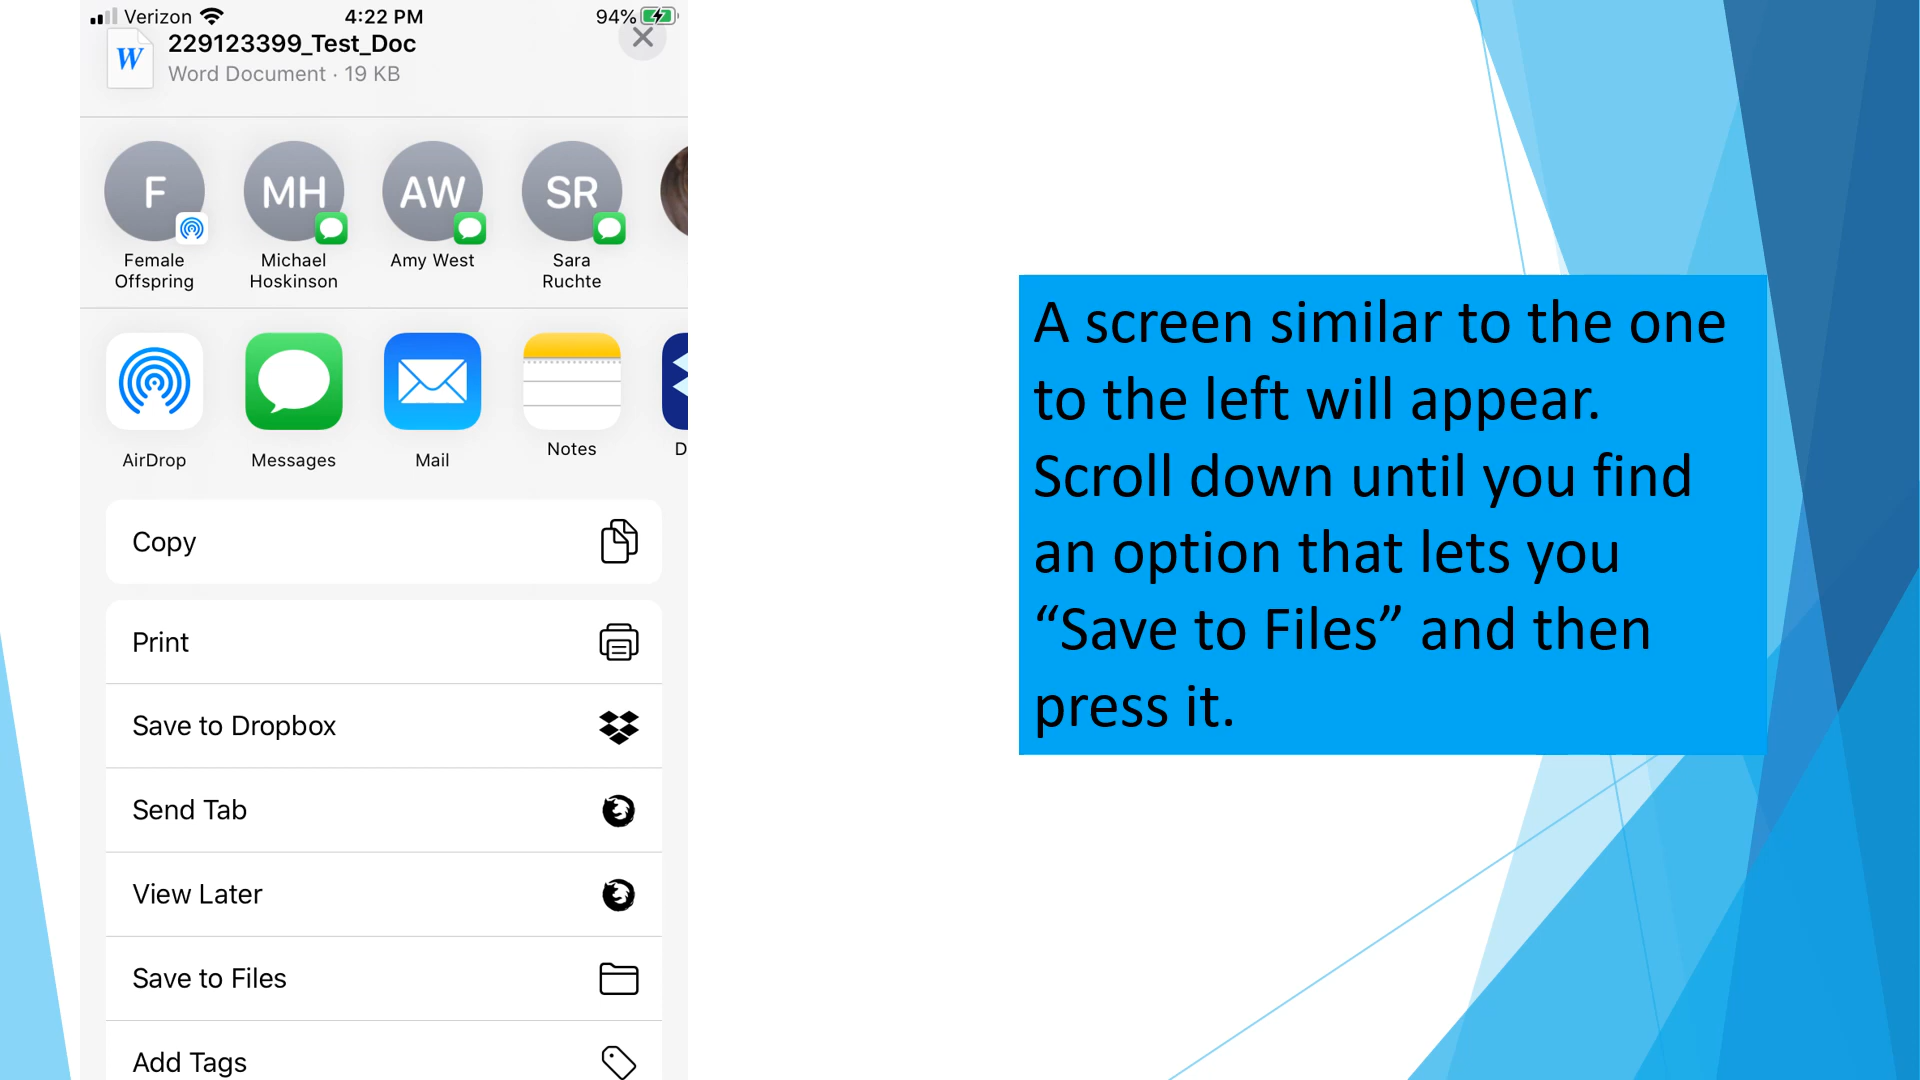 Verizon 4:22 PM 94%
229123399_Test_Doc
Word Document · 19 KB
W
F MH AW SR
Female Offspring
Michael Hoskinson
Amy West
Sara Ruchte
AirDrop Messages Mail Notes D
Copy
Print
Save to Dropbox
Send Tab
View Later
Save to Files
Add Tags
A screen similar to the one
to the left will appear.
Scroll down until you find
an option that lets you
“Save to Files” and then
press it.